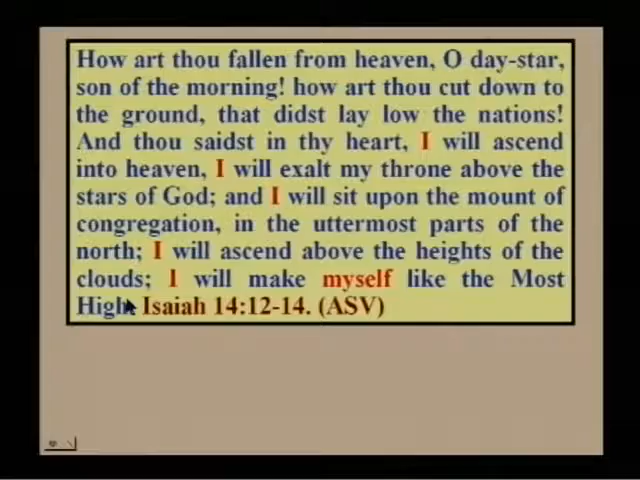 How art thou fallen from heaven, O day-star,
son of the morning! how art thou cut down to
the ground, that didst lay low the nations!
And thou saidst in thy heart, I will ascend
into heaven, I will exalt my throne above the
stars of God; and I will sit upon the mount of
congregation, in the uttermost parts of the
north; I will ascend above the heights of the
clouds; I will make myself like the Most
High. Isaiah 14:12-14. (ASV)